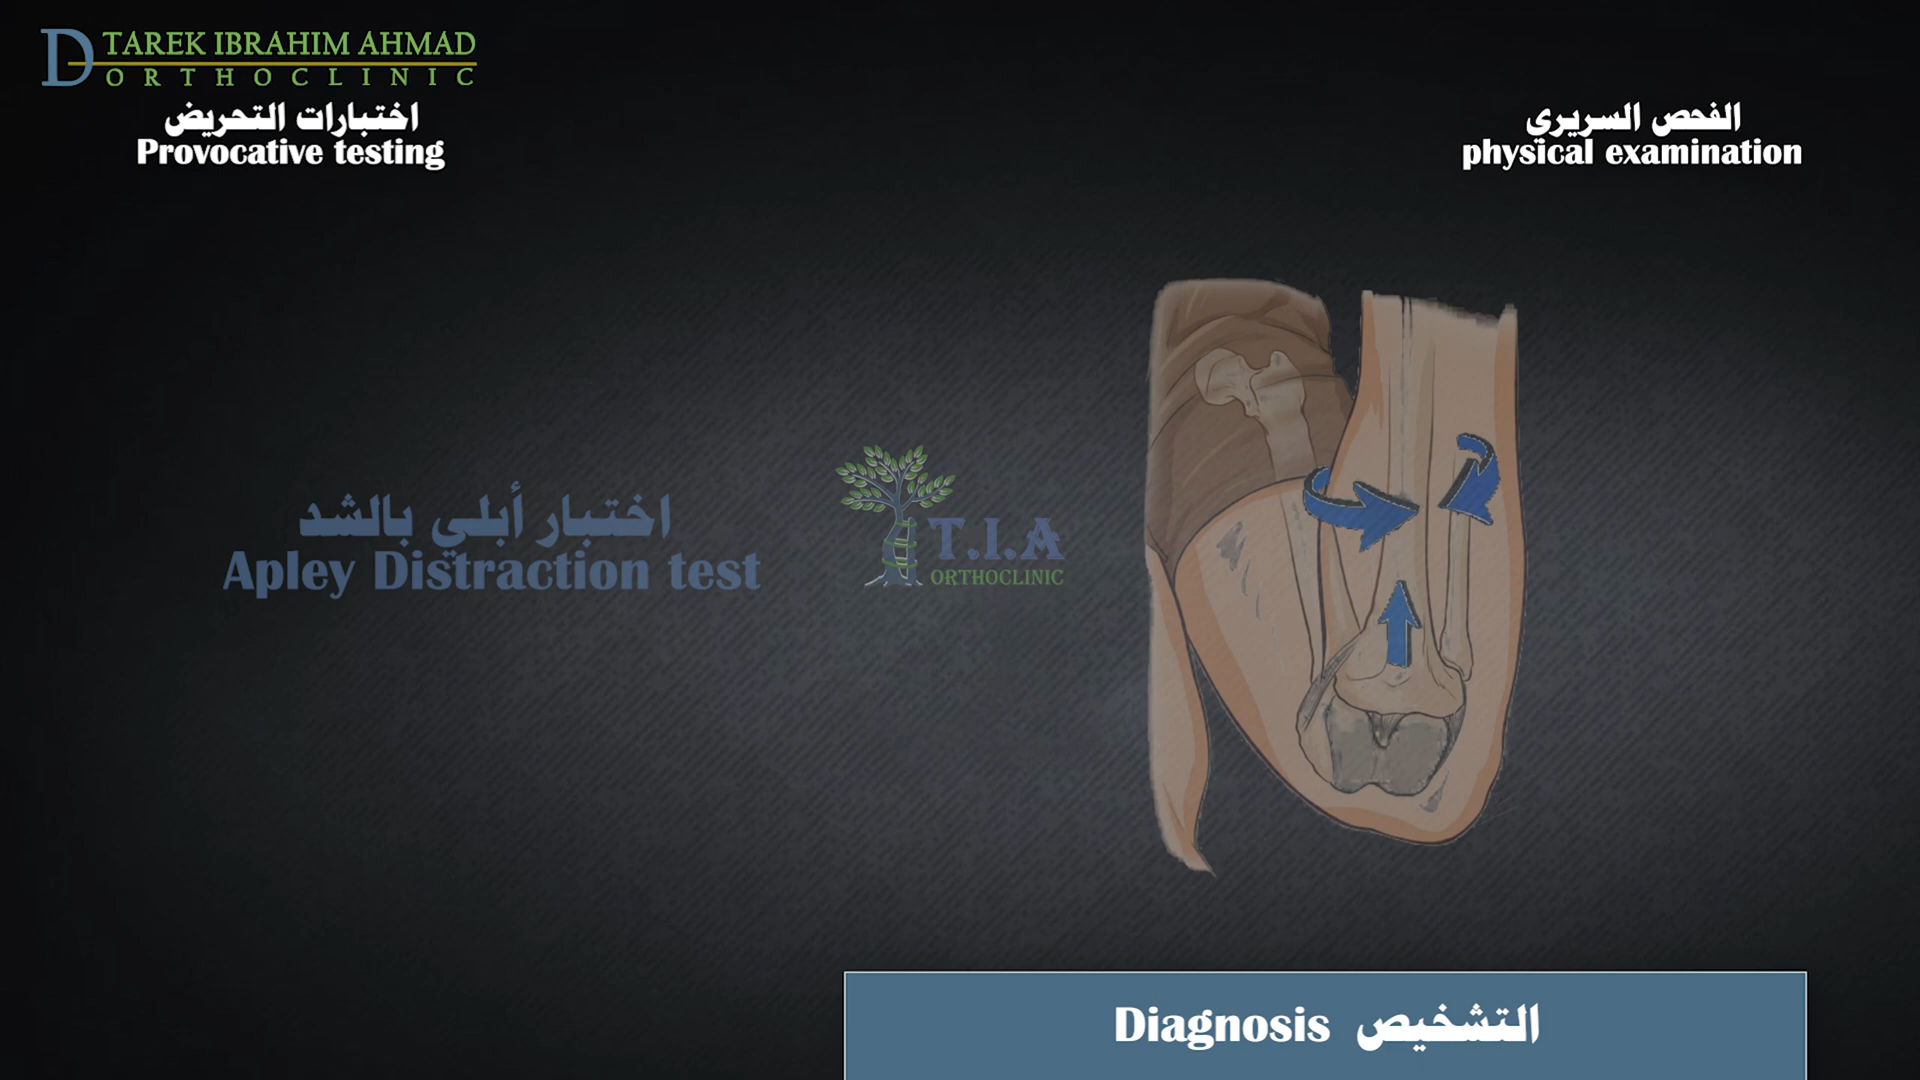 D TAREK IBRAHIM AHMAD
ORTHOCLINIC
اختبارات التحريض
Provocative testing
الفحص السريري
physical examination
اختبار أبلي بالشد
Apley Distraction test
T.I.A
ORTHOCLINIC
Diagnosis التشخيص